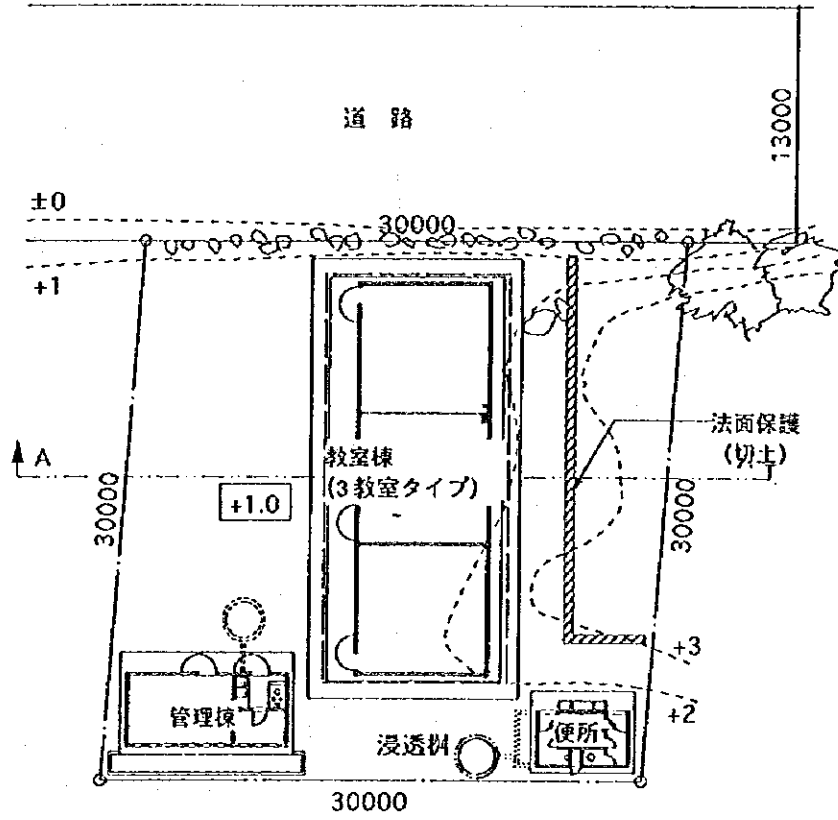 道路
13000
±0
30000
+1
法面保護
(切土)
A
教室棟
(3教室タイプ)
+1.0
30000
30000
+3
+2
管理棟
浸透桝
便所
30000